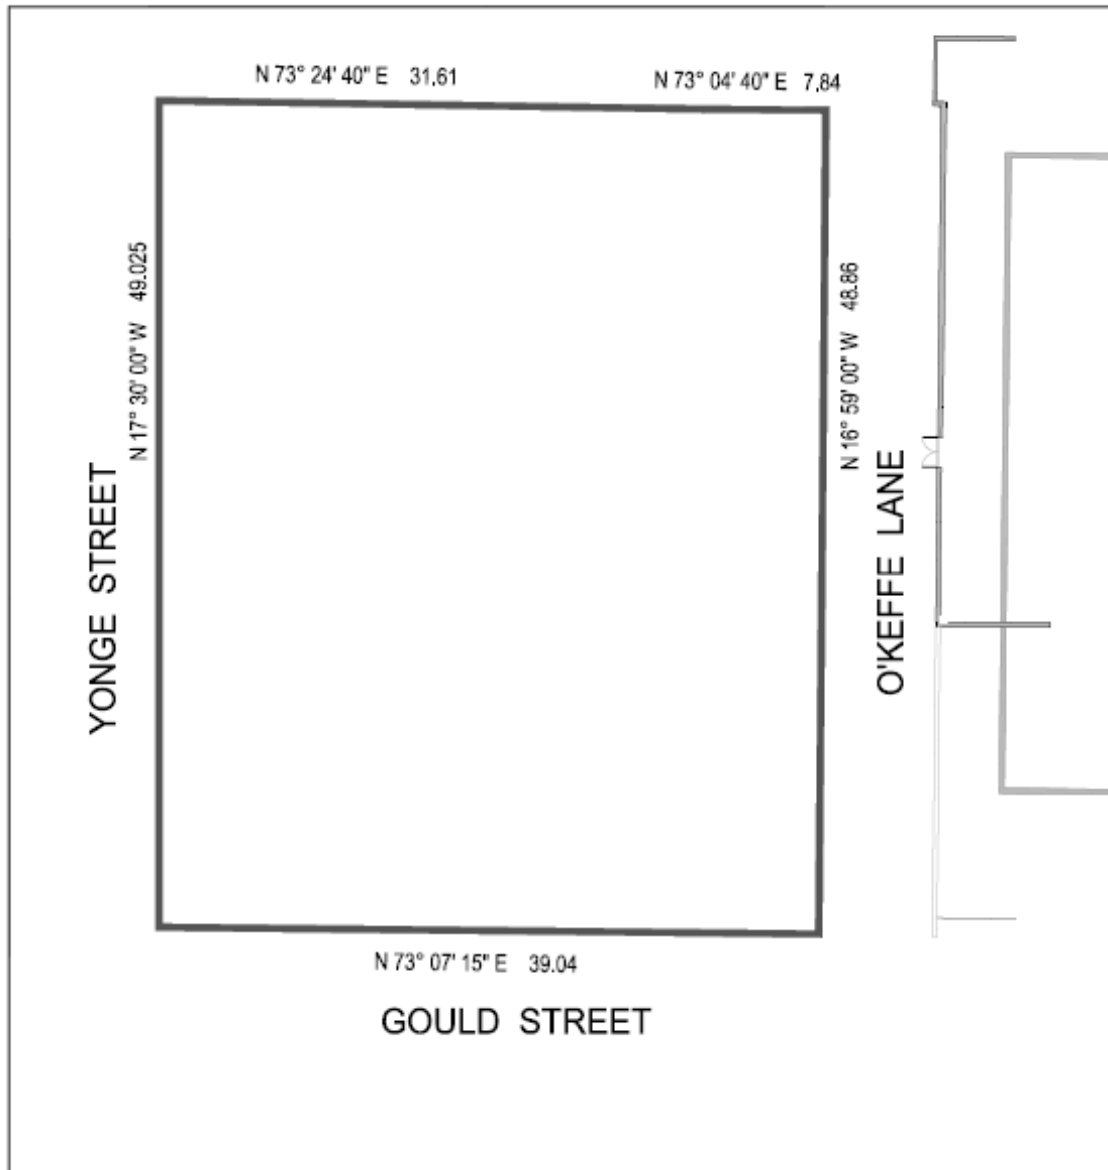 N 73° 24' 40" E 31.61
N 73° 04' 40" E 7.84
N 17° 30' 00" W 49.025
N 16° 59' 00" W 48.86
YONGE STREET
O'KEFFE LANE
N 73° 07' 15" E 39.04
GOULD STREET